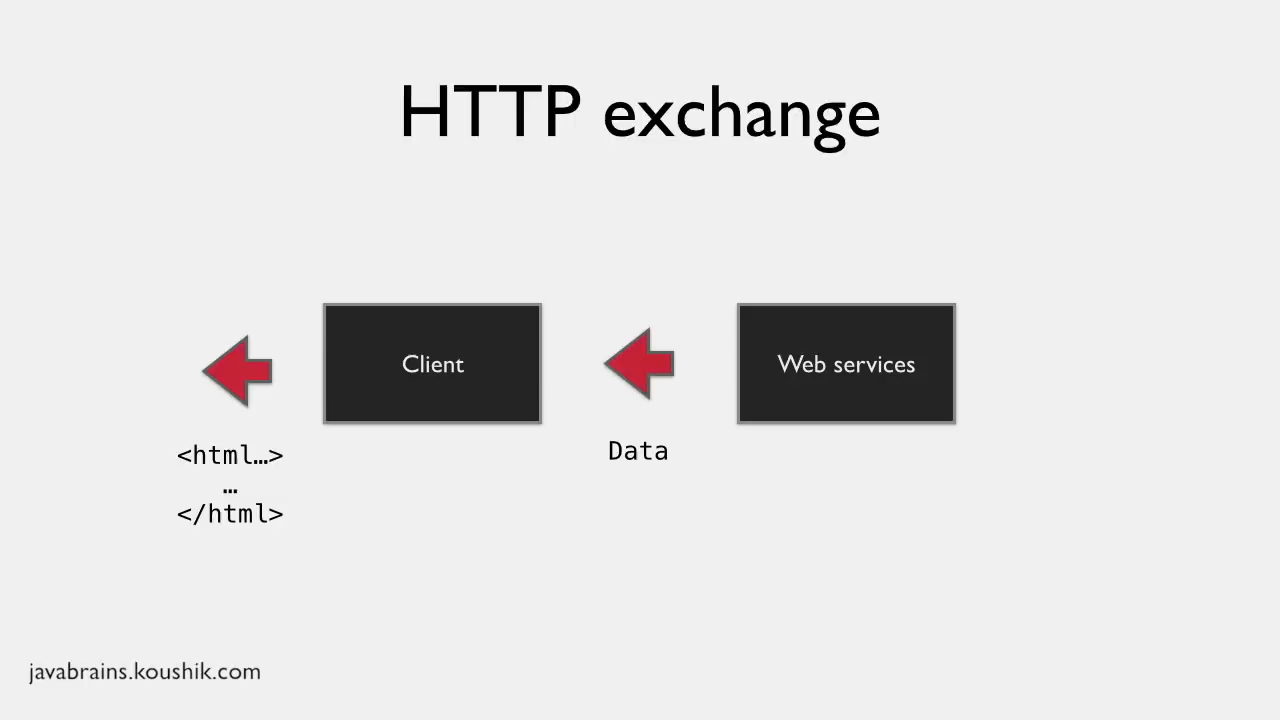 HTTP exchange
Client
Web services
Data
<html…>
…
</html>
javabrains.koushik.com